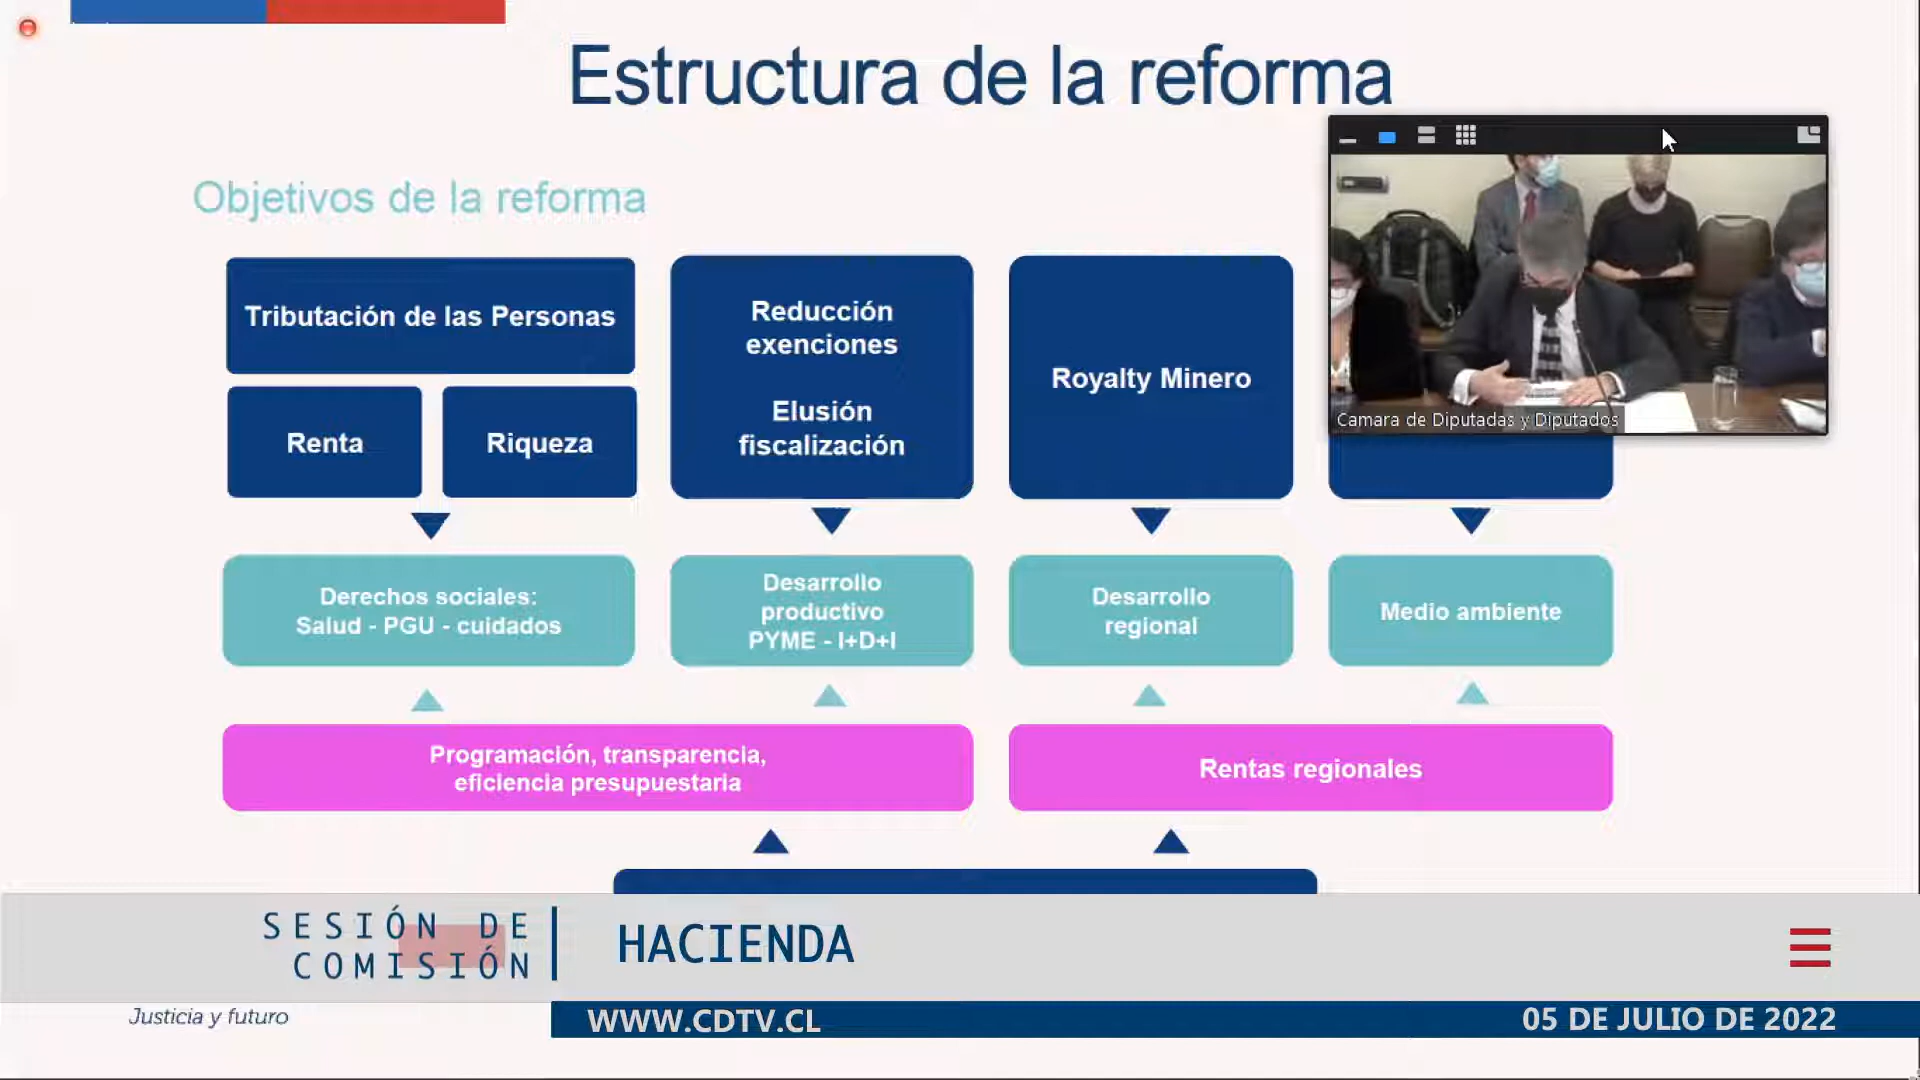 Estructura de la reforma
Objetivos de la reforma
Tributación de las Personas
Renta
Riqueza
Reducción
exenciones
Elusión
fiscalización
Royalty Minero
Camara de Diputadas y Diputados
Derechos sociales:
Salud - PGU - cuidados
Desarrollo
productivo
PYME - I+D+I
Desarrollo
regional
Medio ambiente
Programación, transparencia,
eficiencia presupuestaria
Rentas regionales
SESIÓN DE
COMISIÓN
HACIENDA
Justicia y futuro
WWW.CDTV.CL
05 DE JULIO DE 2022